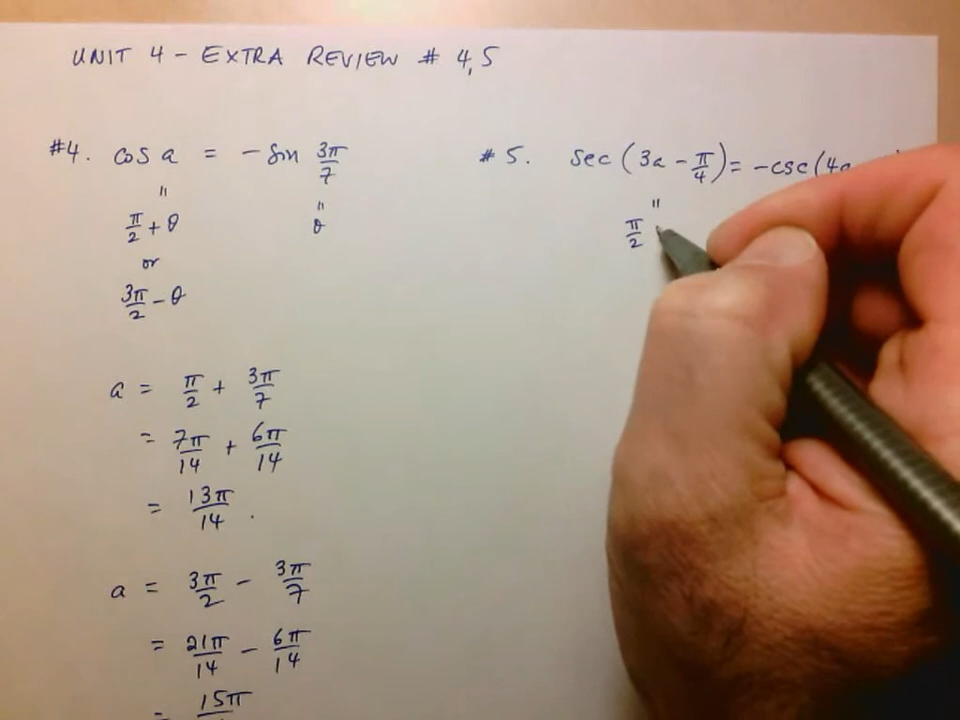 UNIT 4 - EXTRA REVIEW # 4,5
#4. cos a = - sin 3π/7
"
"
π/2 + θ
θ
or
3π/2 - θ
a = π/2 + 3π/7
= 7π/14 + 6π/14
= 13π/14 .
a = 3π/2 - 3π/7
= 21π/14 - 6π/14
= 15π
# 5. sec (3a - π/4) = -csc (4a
"
π/2